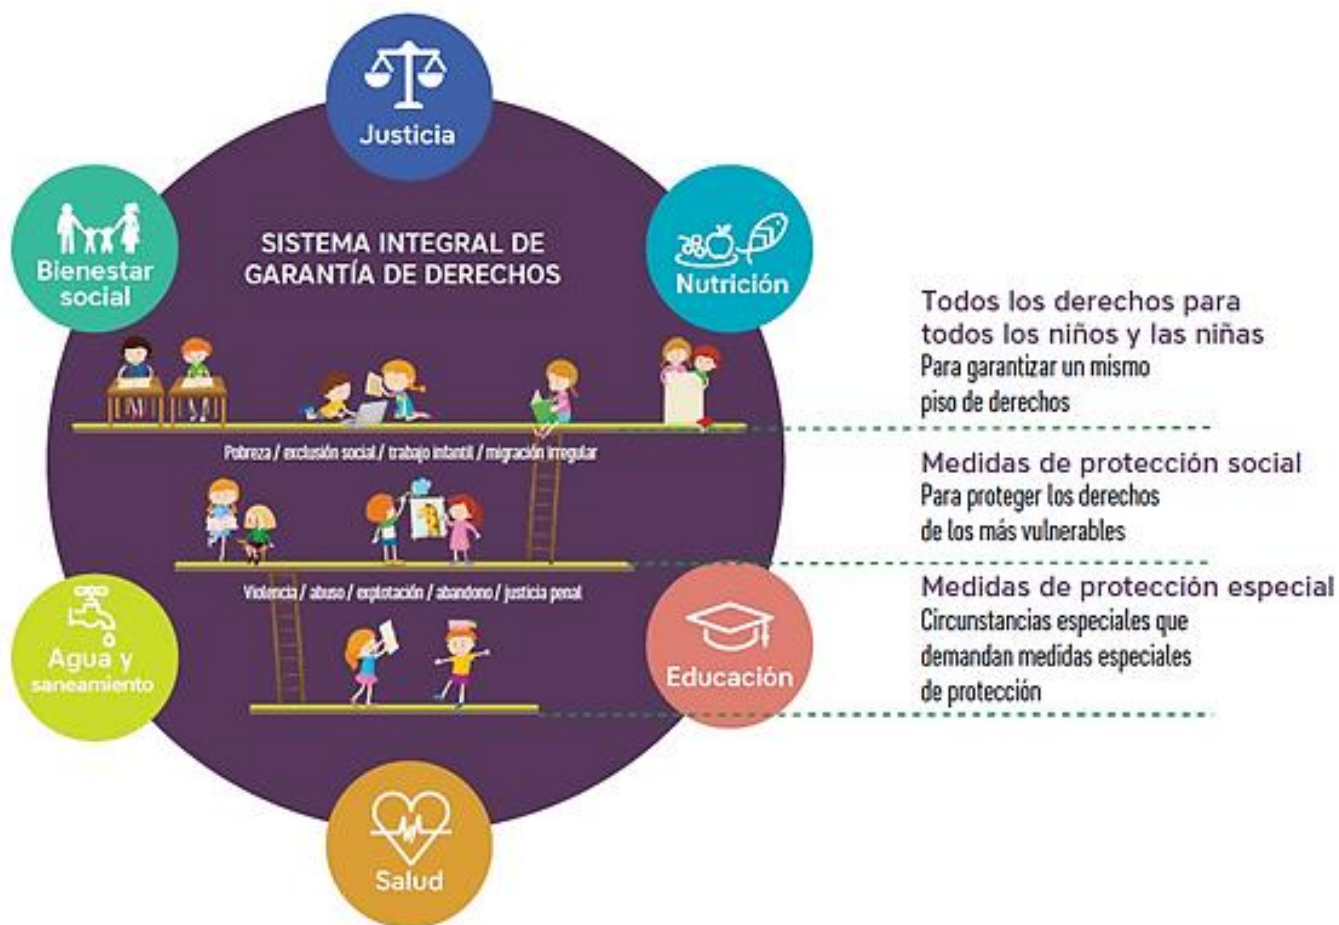 Justicia
Bienestar
social
SISTEMA INTEGRAL DE
GARANTÍA DE DERECHOS
Nutrición
Todos los derechos para
todos los niños y las niñas
Para garantizar un mismo
piso de derechos
Pobreza / exclusión social / trabajo infantil / migración irregular
Medidas de protección social
Para proteger los derechos
de los más vulnerables
Violencia / abuso / explotación / abandono / justicia penal
Medidas de protección especial
Circunstancias especiales que
demandan medidas especiales
de protección
Agua y
saneamiento
Educación
Salud